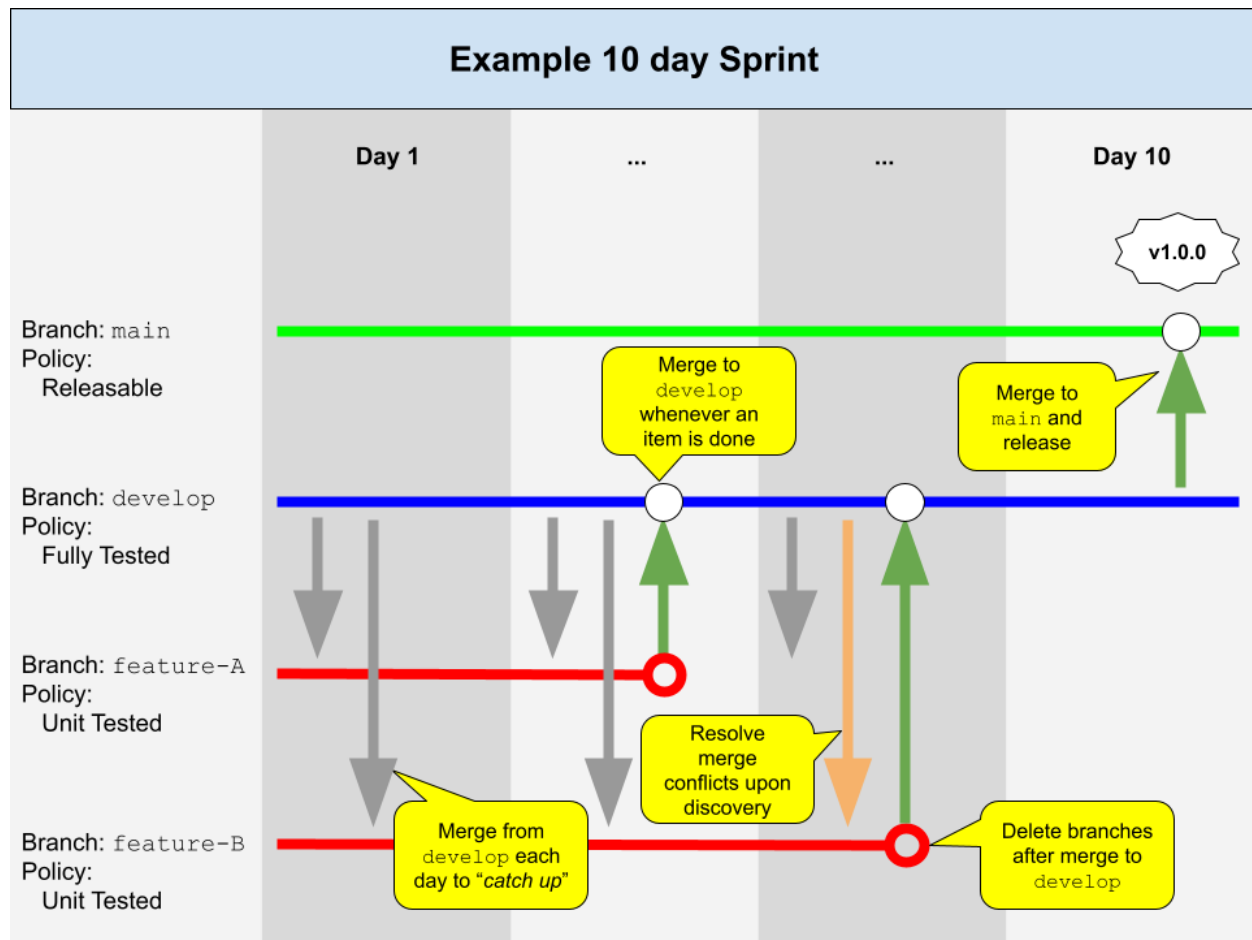 Example 10 day Sprint
Day 1
...
...
Day 10
v1.0.0
Branch: main
Policy:
Releasable
Merge to
develop
whenever an
item is done
Merge to
main and
release
Branch: develop
Policy:
Fully Tested
Branch: feature-A
Policy:
Unit Tested
Resolve
merge
conflicts upon
discovery
Branch: feature-B
Policy:
Unit Tested
Merge from
develop each
day to “catch up”
Delete branches
after merge to
develop